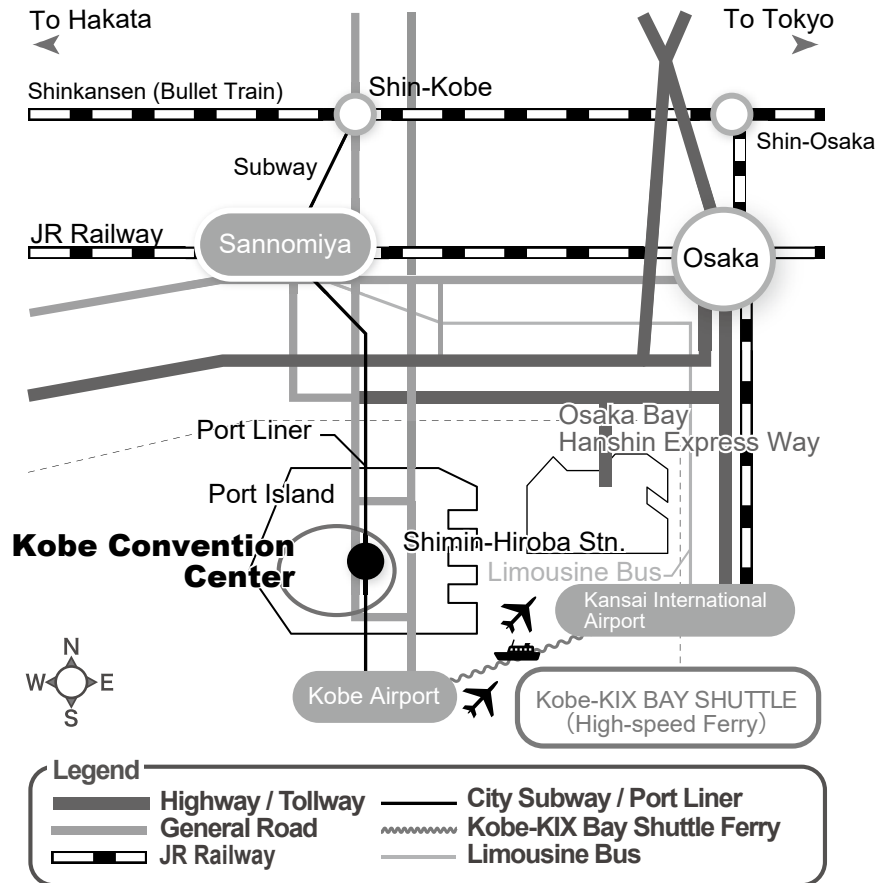 To Hakata
To Tokyo
Shinkansen (Bullet Train)
Shin-Kobe
Shin-Osaka
Subway
JR Railway
Sannomiya
Osaka
Osaka Bay
Hanshin Express Way
Port Liner
Port Island
Kobe Convention
Center
Shimin-Hiroba Stn.
Limousine Bus
Kansai International
Airport
N
W
E
S
Kobe Airport
Kobe-KIX BAY SHUTTLE
（High-speed Ferry）
Legend
Highway / Tollway
General Road
JR Railway
City Subway / Port Liner
Kobe-KIX Bay Shuttle Ferry
Limousine Bus